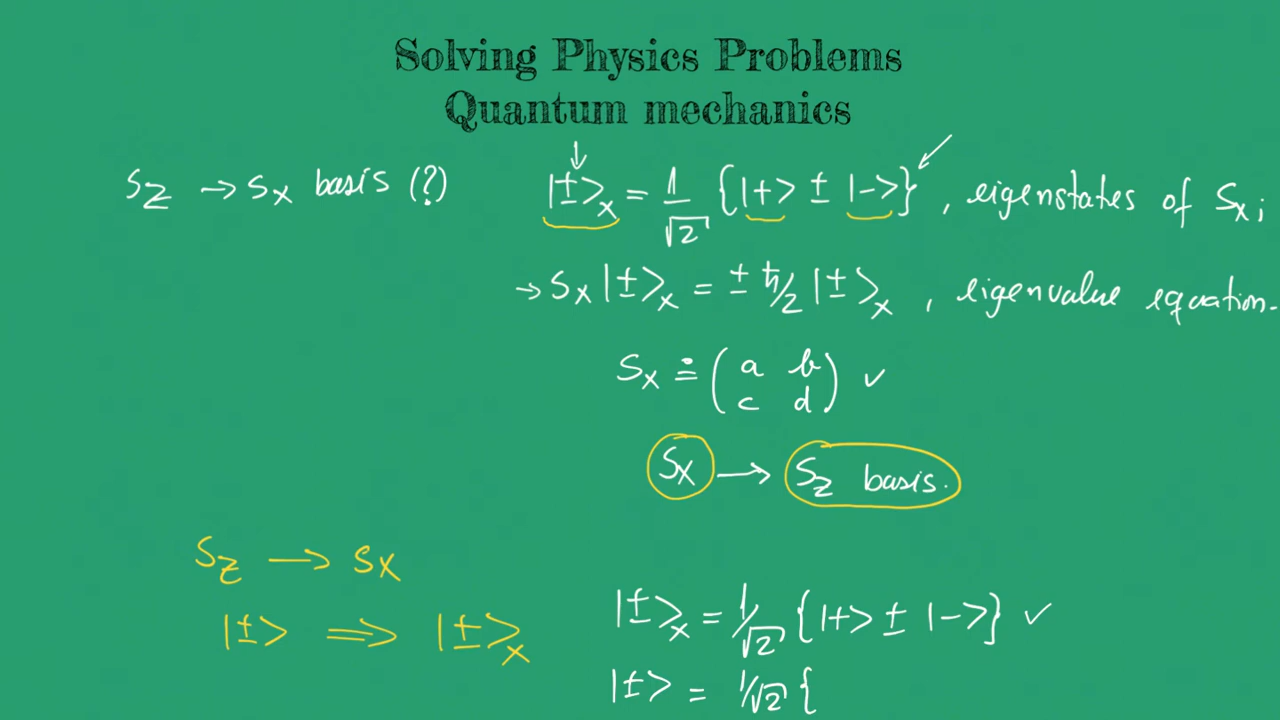 Solving Physics Problems
Quantum mechanics
Sz → Sx basis (?)
|±>x = 1/√2 {|+> ± |->} , eigenstates of Sx;
→ Sx |±>x = ± ħ/2 |±>x , eigenvalue equation.
Sx ≐ (a b
c d) ✓
Sx → Sz basis.
Sz → Sx
|±> ⟹ |±>x
|±>x = 1/√2 {|+> ± |->} ✓
|±> = 1/√2 {